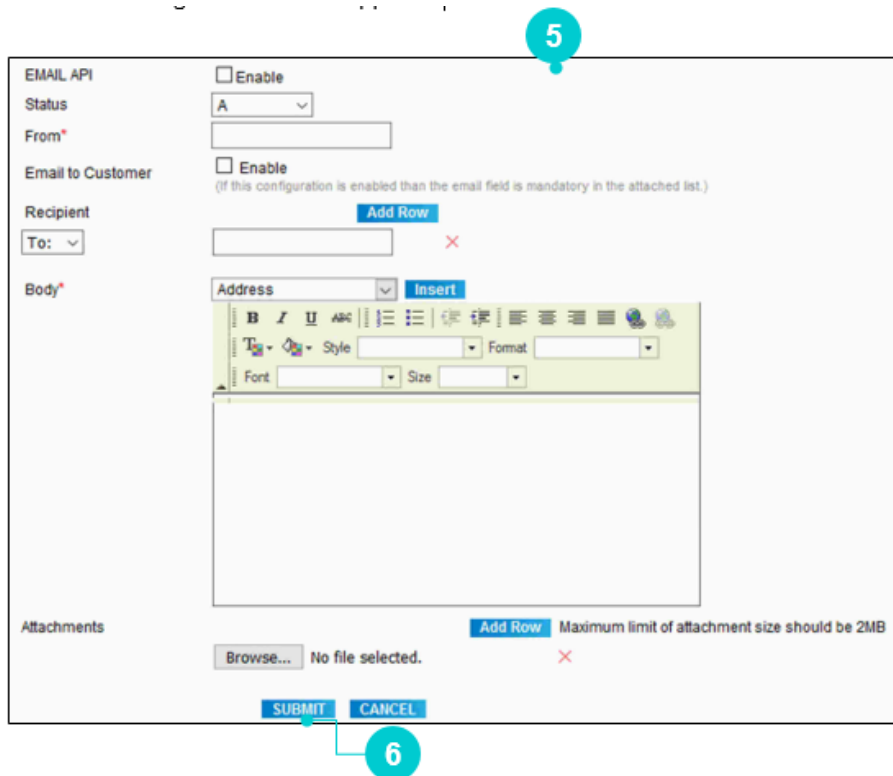 5
EMAIL API Enable
Status A
From*
Email to Customer Enable
(If this configuration is enabled than the email field is mandatory in the attached list.)
Recipient Add Row
To:
Body* Address Insert
B I U ABC
Style Format
Font Size
Attachments Add Row Maximum limit of attachment size should be 2MB
Browse... No file selected.
SUBMIT CANCEL
6